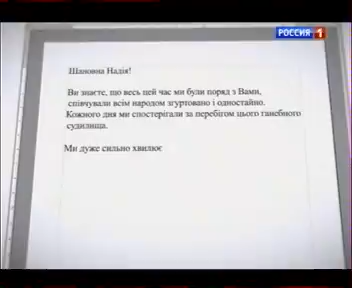 РОССИЯ 1
Шановна Надія!
Ви знаєте, що весь цей час ми були поряд з Вами,
співчували всім народом згуртовано і одностайно.
Кожного дня ми спостерігали за перебігом цього ганебного
судилища.
Ми дуже сильно хвилює